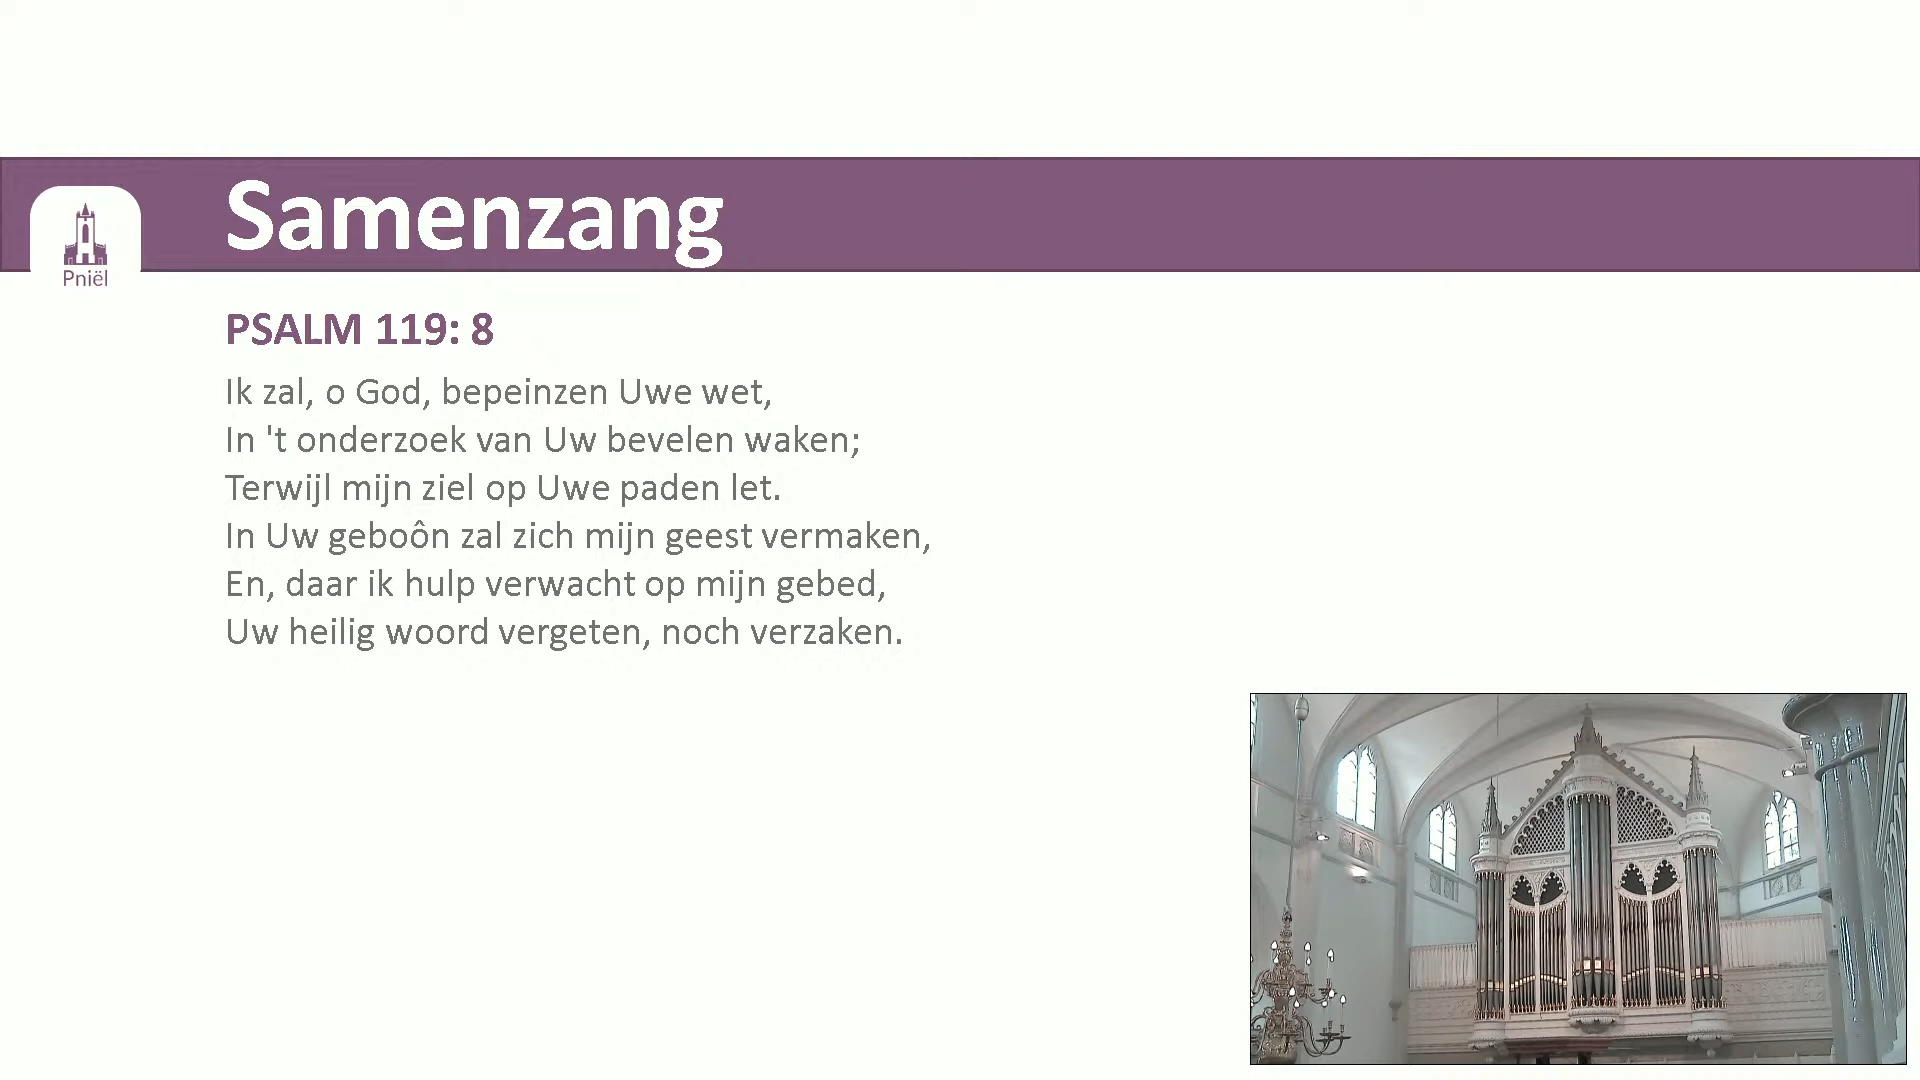 Samenzang
Pniël
PSALM 119: 8
Ik zal, o God, bepeinzen Uwe wet,
In 't onderzoek van Uw bevelen waken;
Terwijl mijn ziel op Uwe paden let.
In Uw geboôn zal zich mijn geest vermaken,
En, daar ik hulp verwacht op mijn gebed,
Uw heilig woord vergeten, noch verzaken.